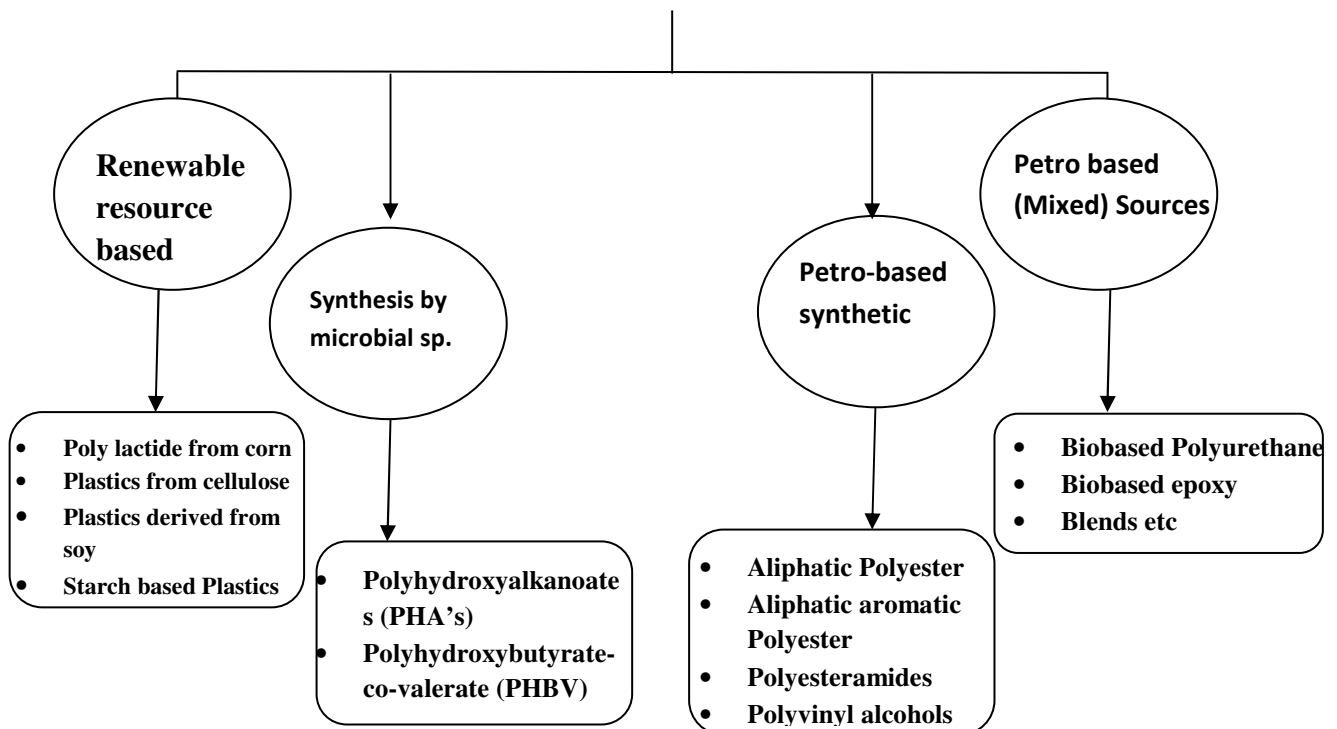 Renewable
resource
based
Synthesis by
microbial sp.
Petro-based
synthetic
Petro based
(Mixed) Sources
• Poly lactide from corn
• Plastics from cellulose
• Plastics derived from
soy
• Starch based Plastics
• Polyhydroxyalkanoate
s (PHA’s)
• Polyhydroxybutyrate-
co-valerate (PHBV)
• Aliphatic Polyester
• Aliphatic aromatic
Polyester
• Polyesteramides
• Polyvinyl alcohols
• Biobased Polyurethane
• Biobased epoxy
• Blends etc